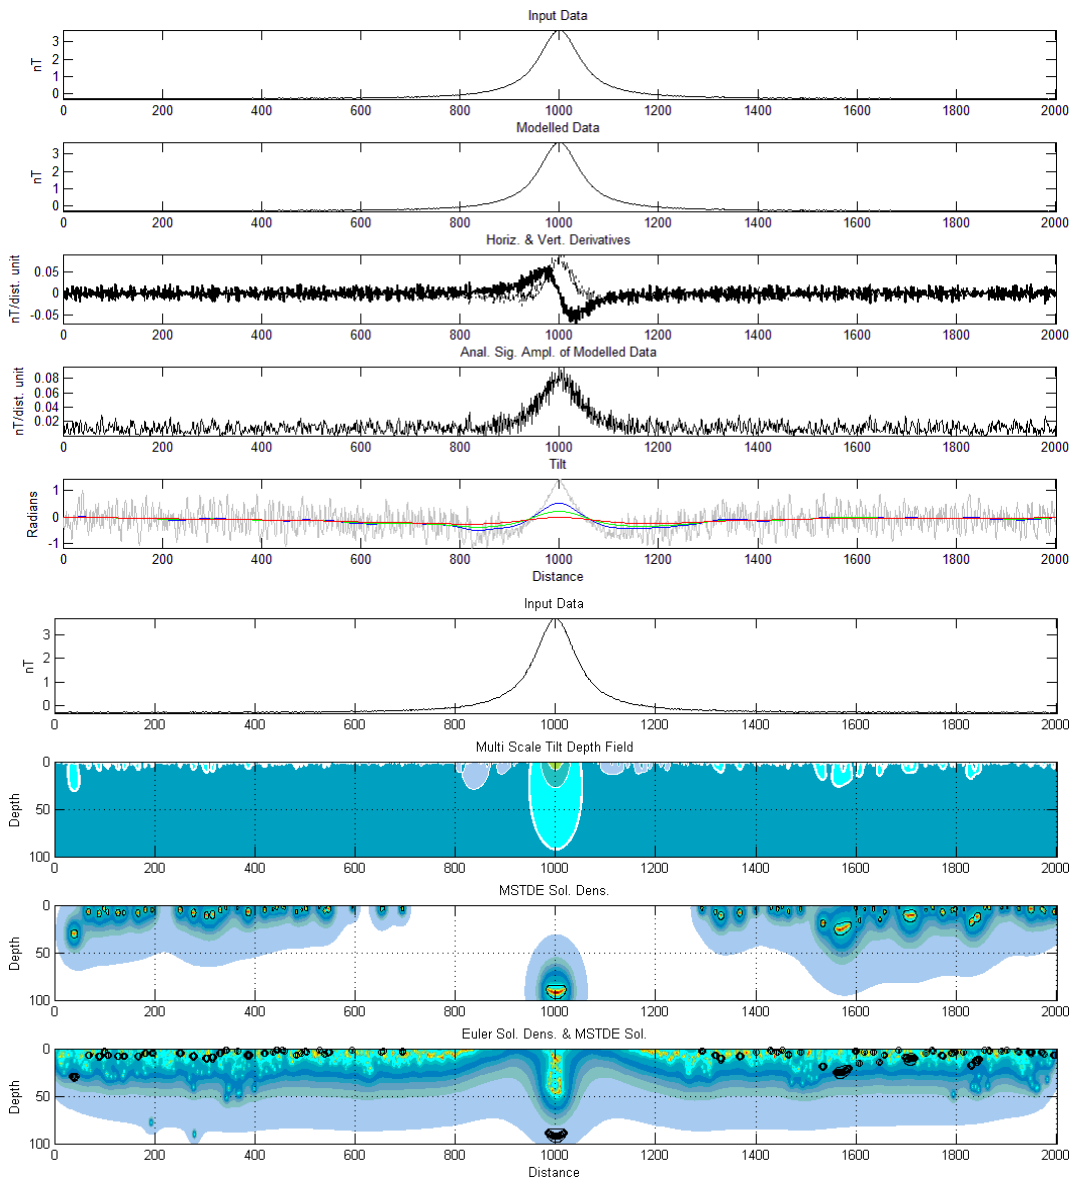 Input Data
nT
3
2
1
0
0 200 400 600 800 1000 1200 1400 1600 1800 2000
Modelled Data
nT
3
2
1
0
0 200 400 600 800 1000 1200 1400 1600 1800 2000
Horiz. & Vert. Derivatives
nT/dist. unit
0.05
0
-0.05
0 200 400 600 800 1000 1200 1400 1600 1800 2000
Anal. Sig. Ampl. of Modelled Data
nT/dist. unit
0.08
0.06
0.04
0.02
0 200 400 600 800 1000 1200 1400 1600 1800 2000
Tilt
Radians
1
0
-1
0 200 400 600 800 1000 1200 1400 1600 1800 2000
Distance
Input Data
nT
3
2
1
0
0 200 400 600 800 1000 1200 1400 1600 1800 2000
Multi Scale Tilt Depth Field
Depth
0
50
100
0 200 400 600 800 1000 1200 1400 1600 1800 2000
MSTDE Sol. Dens.
Depth
0
50
100
0 200 400 600 800 1000 1200 1400 1600 1800 2000
Euler Sol. Dens. & MSTDE Sol.
Depth
0
50
100
0 200 400 600 800 1000 1200 1400 1600 1800 2000
Distance